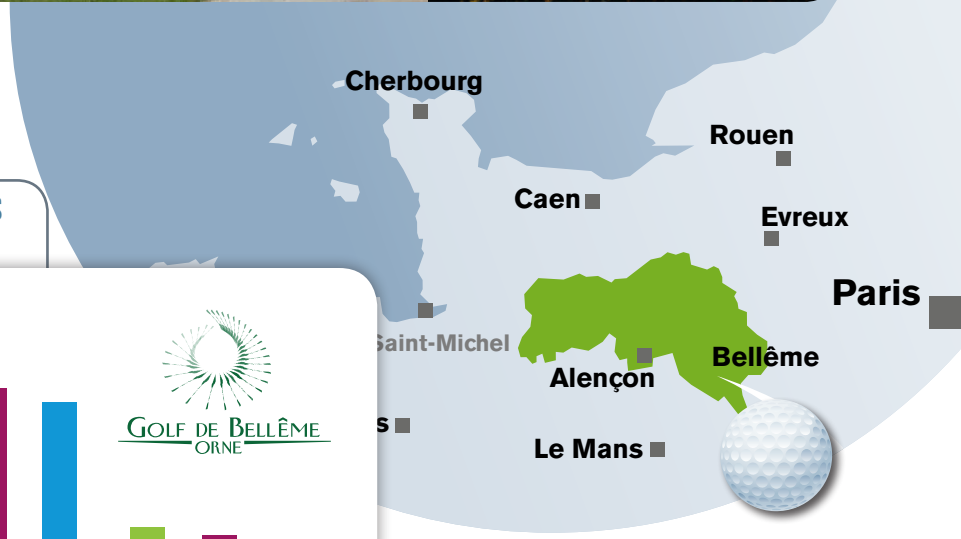 Cherbourg
Rouen
Caen
Evreux
Paris
Saint-Michel
Bellême
Alençon
GOLF DE BELLÊME
ORNE
s
Le Mans